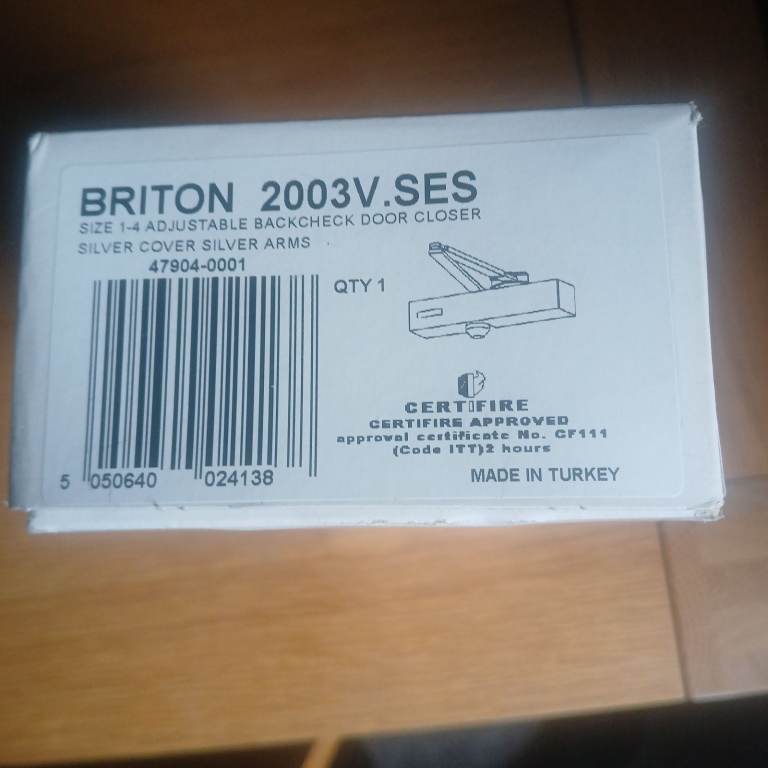 BRITON 2003V.SES
SIZE 1-4 ADJUSTABLE BACKCHECK DOOR CLOSER
SILVER COVER SILVER ARMS
47904-0001
QTY 1
CERTIFIRE
CERTIFIRE APPROVED
approval certificate No. CF111
(Code ITT)2 hours
5 050640 024138
MADE IN TURKEY